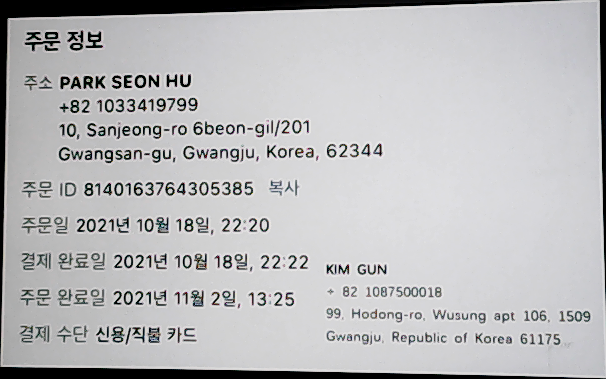 주문 정보
주소 PARK SEON HU
+82 1033419799
10, Sanjeong-ro 6beon-gil/201
Gwangsan-gu, Gwangju, Korea, 62344
주문 ID 8140163764305385 복사
주문일 2021년 10월 18일, 22:20
결제 완료일 2021년 10월 18일, 22:22
주문 완료일 2021년 11월 2일, 13:25
결제 수단 신용/직불 카드
KIM GUN
+ 82 1087500018
99, Hodong-ro, Wusung apt 106, 1509
Gwangju, Republic of Korea 61175